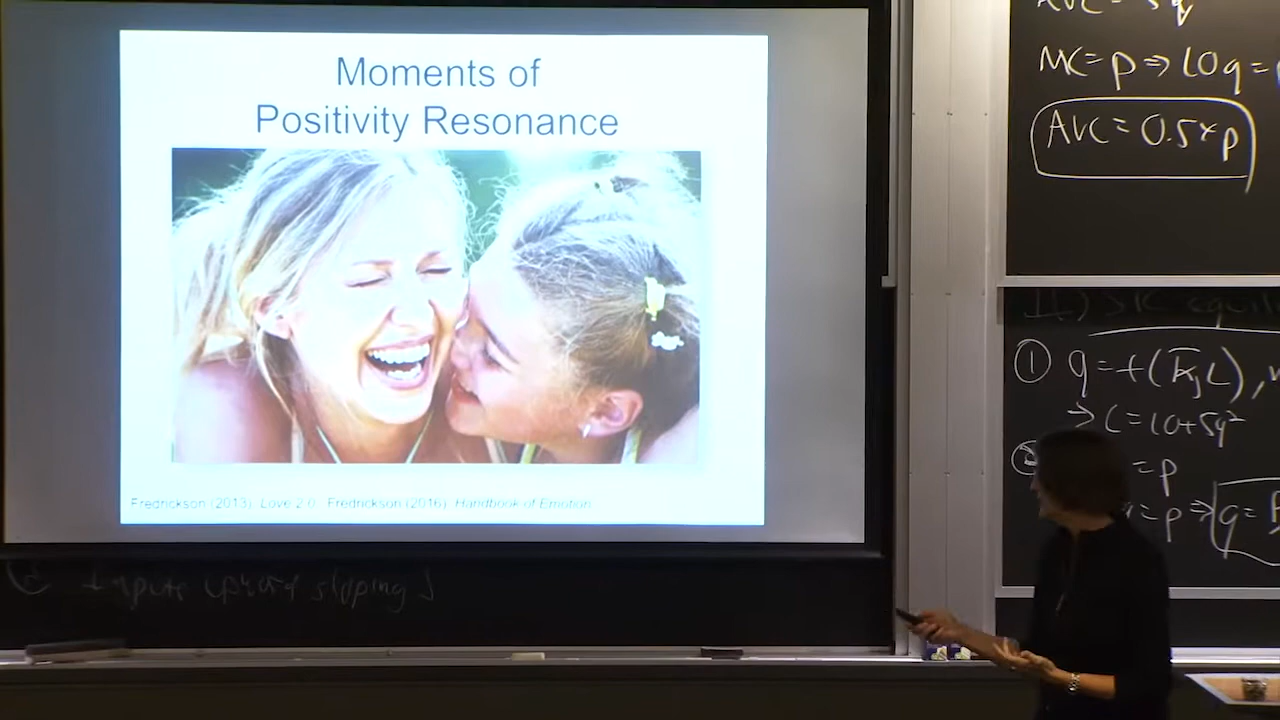 Moments of
Positivity Resonance
Fredrickson (2013) Love 2.0 Fredrickson (2016) Handbook of Emotion
MC = p ⇒ 10q =
AVC = 0.5 × p
① q = f(K̅, L),
⇒ C = 10 + 5q²
= p
= p ⇒ q =